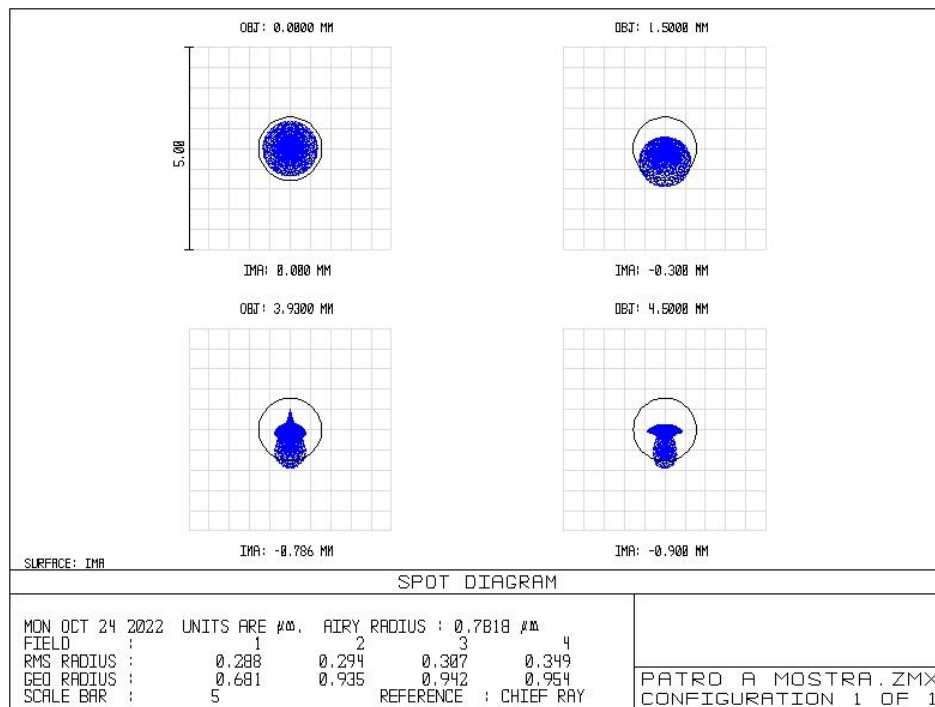 OBJ: 0.0000 MM
OBJ: 1.5000 MM
5.00
IMA: 0.000 MM
IMA: -0.300 MM
OBJ: 3.9300 MM
OBJ: 4.5000 MM
IMA: -0.786 MM
IMA: -0.900 MM
SURFACE: IMA
SPOT DIAGRAM
MON OCT 24 2022 UNITS ARE µm. AIRY RADIUS : 0.7818 µm
FIELD : 1 2 3 4
RMS RADIUS : 0.288 0.294 0.307 0.349
GEO RADIUS : 0.681 0.935 0.942 0.954
SCALE BAR : 5 REFERENCE : CHIEF RAY
PATRO A MOSTRA.ZMX
CONFIGURATION 1 OF 1